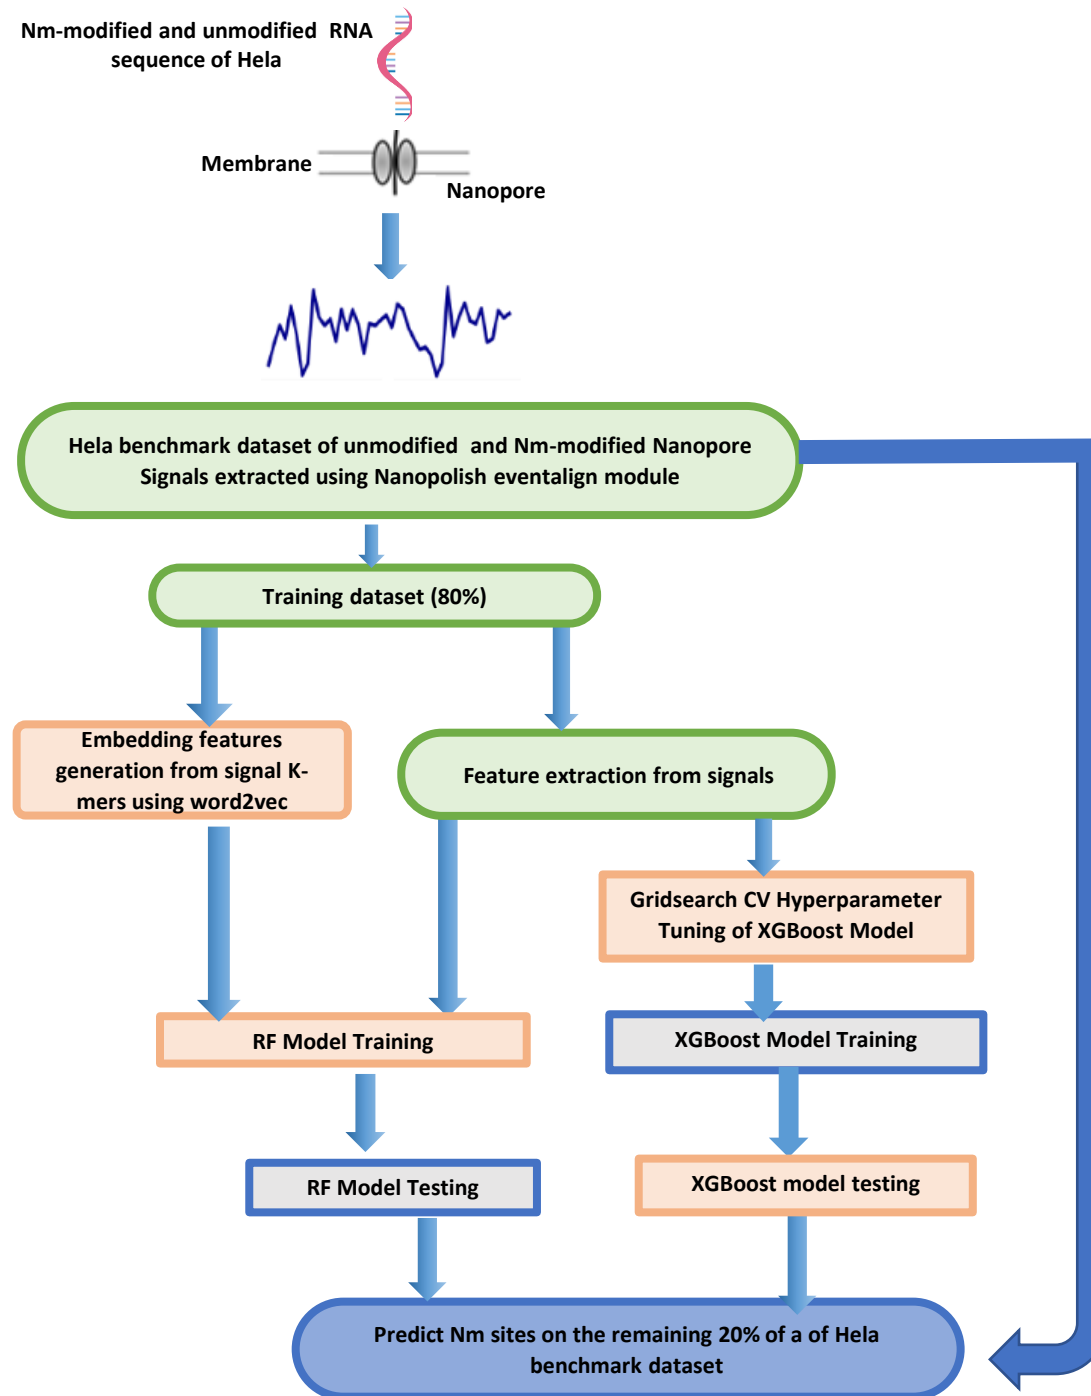 Nm-modified and unmodified RNA
sequence of Hela
Membrane
Nanopore
Hela benchmark dataset of unmodified and Nm-modified Nanopore
Signals extracted using Nanopolish eventalign module
Training dataset (80%)
Embedding features
generation from signal K-
mers using word2vec
Feature extraction from signals
Gridsearch CV Hyperparameter
Tuning of XGBoost Model
RF Model Training
XGBoost Model Training
RF Model Testing
XGBoost model testing
Predict Nm sites on the remaining 20% of a of Hela
benchmark dataset